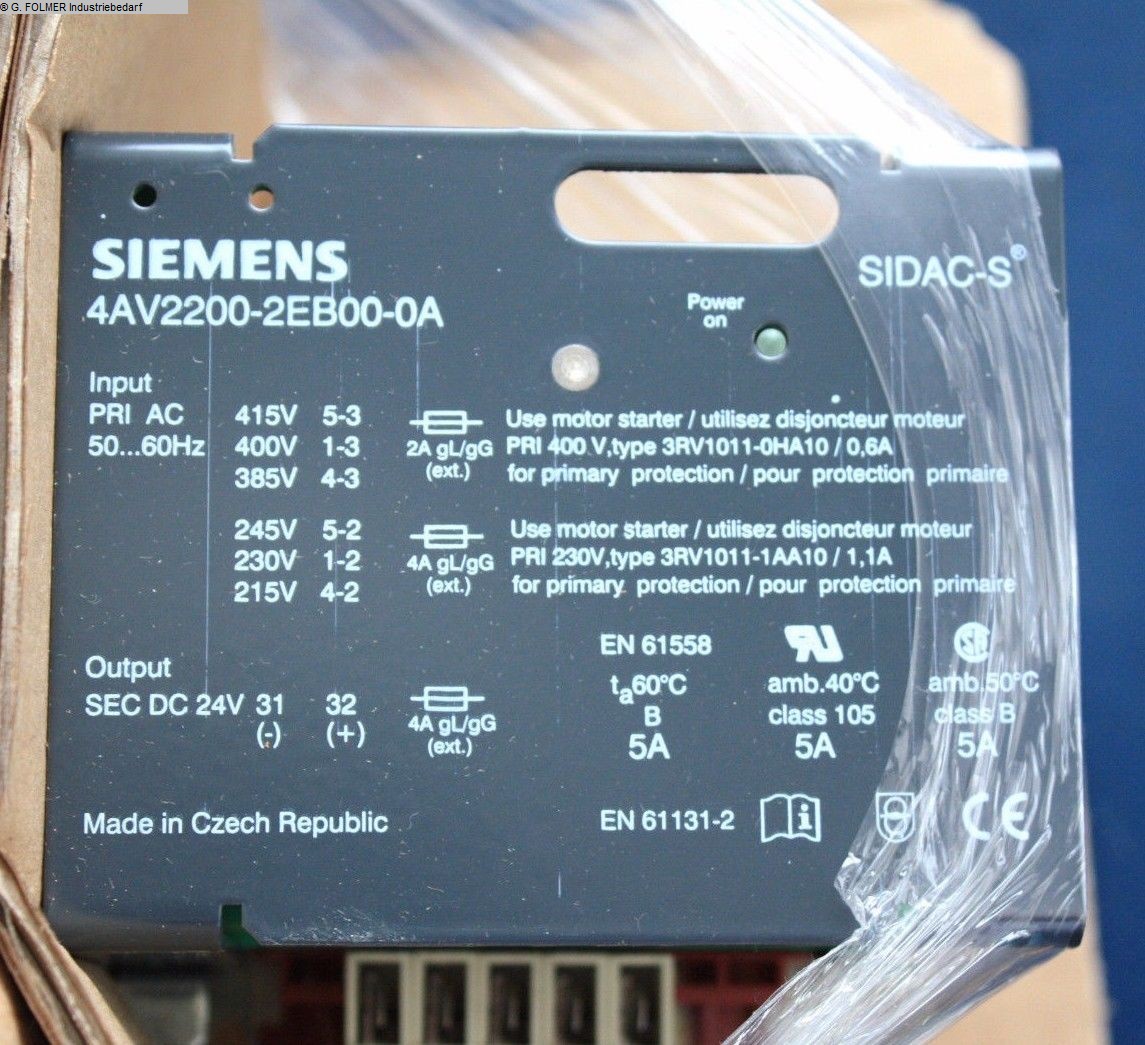 ® G. FOLMER Industriebedarf
SIEMENS
4AV2200-2EB00-0A
SIDAC-S®
Power
on
Input
PRI AC 415V 5-3
50...60Hz 400V 1-3
385V 4-3
2A gL/gG
(ext.)
Use motor starter / utilisez disjoncteur moteur
PRI 400 V,type 3RV1011-0HA10 / 0,6A
for primary protection / pour protection primaire
245V 5-2
230V 1-2
215V 4-2
4A gL/gG
(ext.)
Use motor starter / utilisez disjoncteur moteur
PRI 230V,type 3RV1011-1AA10 / 1,1A
for primary protection / pour protection primaire
Output
SEC DC 24V 31 32
(-) (+)
4A gL/gG
(ext.)
EN 61558
ta60°C
B
5A
amb.40°C
class 105
5A
amb.50°C
class B
5A
Made in Czech Republic
EN 61131-2
CE